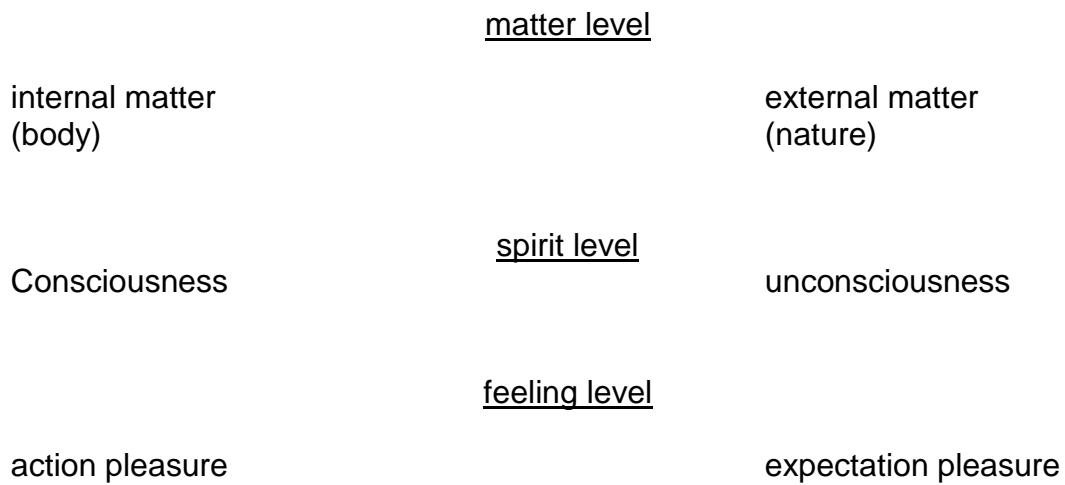 matter level
internal matter external matter
(body) (nature)
spirit level
Consciousness unconsciousness
feeling level
action pleasure expectation pleasure